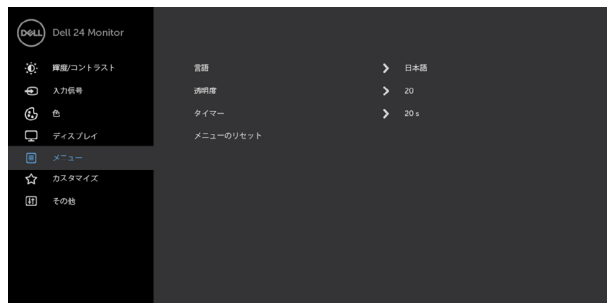 DELL Dell 24 Monitor
輝度/コントラスト 言語 日本語
入力信号 透明度 20
色 タイマー 20 s
ディスプレイ メニューのリセット
メニュー
カスタマイズ
その他